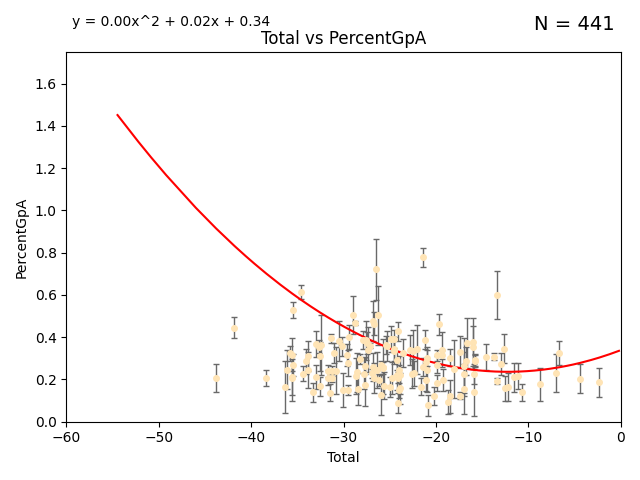 y = 0.00x^2 + 0.02x + 0.34
N = 441
Total vs PercentGpA
PercentGpA
1.6
1.4
1.2
1.0
0.8
0.6
0.4
0.2
0.0
−60 −50 −40 −30 −20 −10 0
Total